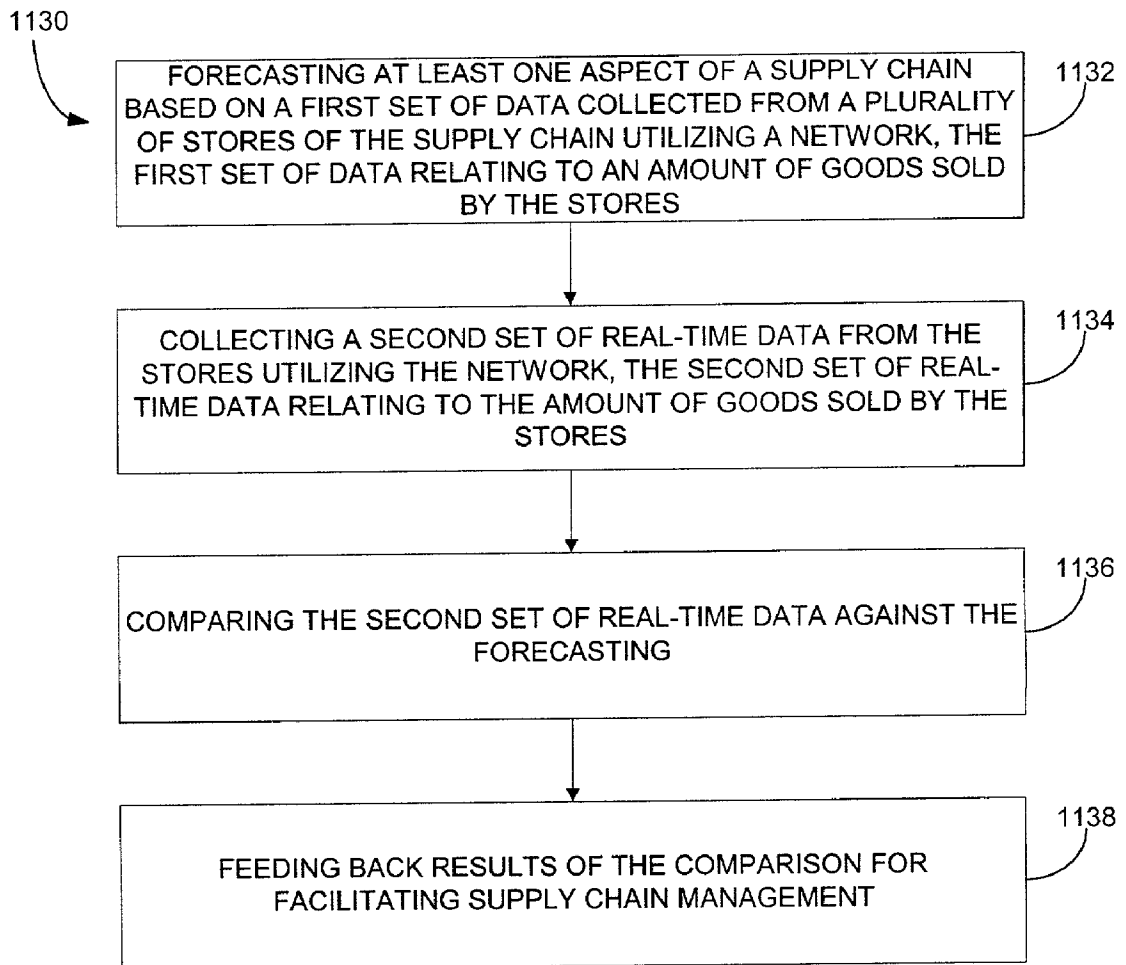 1130
FORECASTING AT LEAST ONE ASPECT OF A SUPPLY CHAIN
BASED ON A FIRST SET OF DATA COLLECTED FROM A PLURALITY
OF STORES OF THE SUPPLY CHAIN UTILIZING A NETWORK, THE
FIRST SET OF DATA RELATING TO AN AMOUNT OF GOODS SOLD
BY THE STORES
1132
COLLECTING A SECOND SET OF REAL-TIME DATA FROM THE
STORES UTILIZING THE NETWORK, THE SECOND SET OF REAL-
TIME DATA RELATING TO THE AMOUNT OF GOODS SOLD BY THE
STORES
1134
COMPARING THE SECOND SET OF REAL-TIME DATA AGAINST THE
FORECASTING
1136
FEEDING BACK RESULTS OF THE COMPARISON FOR
FACILITATING SUPPLY CHAIN MANAGEMENT
1138